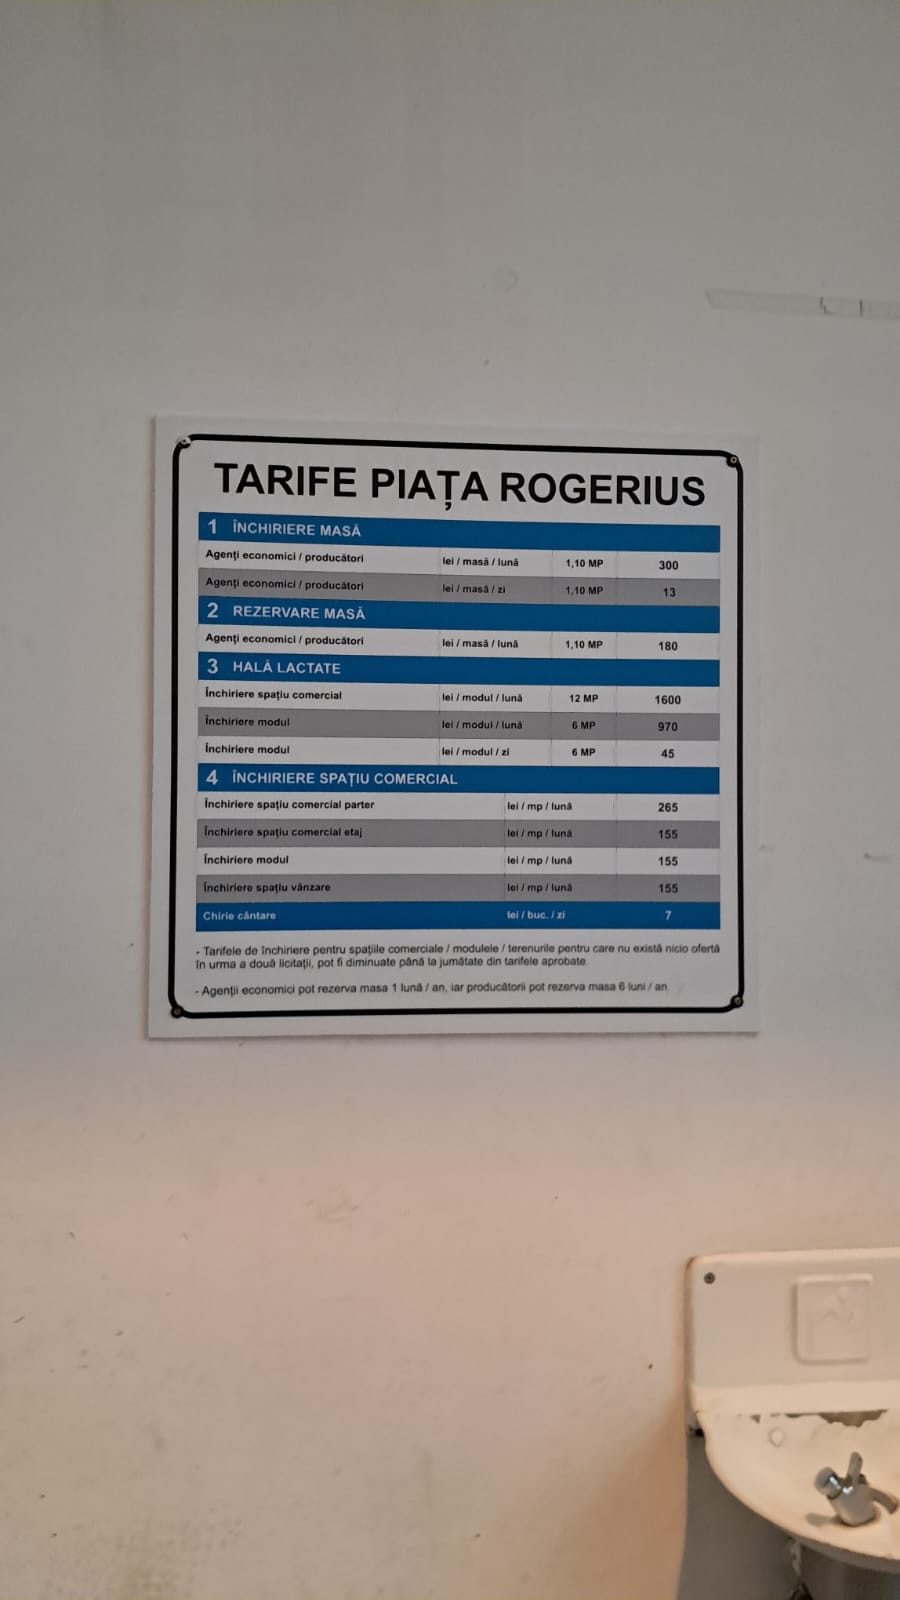 TARIFE PIAȚA ROGERIUS
1 ÎNCHIRIERE MASĂ
Agenți economici / producători lei / masă / lună 1,10 MP 300
Agenți economici / producători lei / masă / zi 1,10 MP 13
2 REZERVARE MASĂ
Agenți economici / producători lei / masă / lună 1,10 MP 180
3 HALĂ LACTATE
Închiriere spațiu comercial lei / modul / lună 12 MP 1600
Închiriere modul lei / modul / lună 6 MP 970
Închiriere modul lei / modul / zi 6 MP 45
4 ÎNCHIRIERE SPAȚIU COMERCIAL
Închiriere spațiu comercial parter lei / mp / lună 265
Închiriere spațiu comercial etaj lei / mp / lună 155
Închiriere modul lei / mp / lună 155
Închiriere spațiu vânzare lei / mp / lună 155
Chirie cântare lei / buc. / zi 7
- Tarifele de închiriere pentru spațiile comerciale / modulele / terenurile pentru care nu există nicio ofertă
în urma a două licitații, pot fi diminuate până la jumătate din tarifele aprobate.
- Agenții economici pot rezerva masa 1 lună / an, iar producătorii pot rezerva masa 6 luni / an.